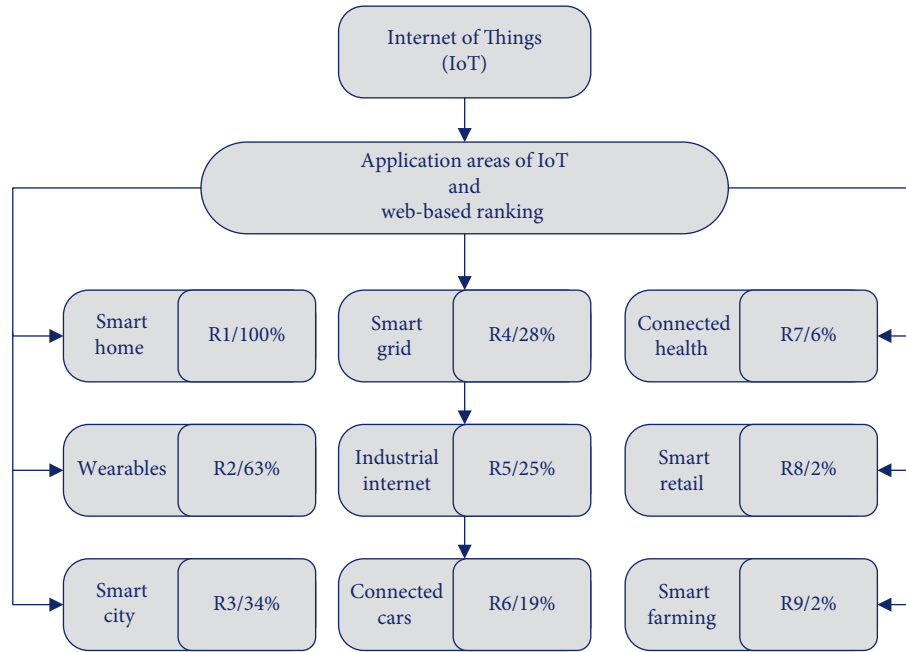 Internet of Things
(IoT)
Application areas of IoT
and
web-based ranking
Smart
home
R1/100%
Smart
grid
R4/28%
Connected
health
R7/6%
Wearables
R2/63%
Industrial
internet
R5/25%
Smart
retail
R8/2%
Smart
city
R3/34%
Connected
cars
R6/19%
Smart
farming
R9/2%